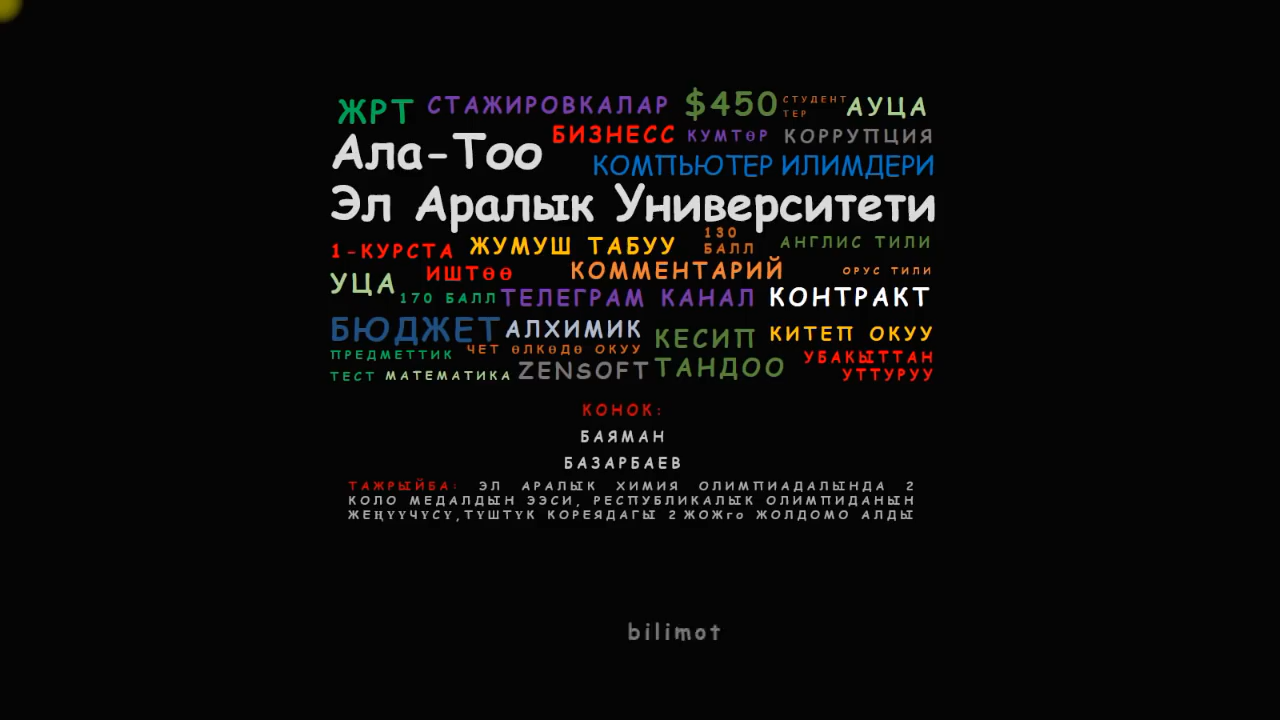 ЖРТ СТАЖИРОВКАЛАР $450 СТУДЕНТ АУЦА
ТЕР
Ала-Тоо БИЗНЕСС КУМТӨР КОРРУПЦИЯ
КОМПЬЮТЕР ИЛИМДЕРИ
Эл Аралык Университети
1-КУРСТА ЖУМУШ ТАБУУ 130 АНГЛИС ТИЛИ
БАЛЛ
УЦА ИШТӨӨ КОММЕНТАРИЙ ОРУС ТИЛИ
170 БАЛЛ ТЕЛЕГРАМ КАНАЛ КОНТРАКТ
БЮДЖЕТ АЛХИМИК КЕСИП КИТЕП ОКУУ
ПРЕДМЕТТИК ЧЕТ ӨЛКӨДӨ ОКУУ УБАКЫТТАН
ТЕСТ МАТЕМАТИКА ZENSOFT ТАНДОО УТТУРУУ
КОНОК:
БАЯМАН
БАЗАРБАЕВ
ТАЖРЫЙБА: ЭЛ АРАЛЫК ХИМИЯ ОЛИМПИАДАЛЫНДА 2
КОЛО МЕДАЛДЫН ЭЭСИ, РЕСПУБЛИКАЛЫК ОЛИМПИДАНЫН
ЖЕҢҮҮЧҮСҮ,ТҮШТҮК КОРЕЯДАГЫ 2 ЖОЖго ЖОЛДОМО АЛДЫ
bilimot